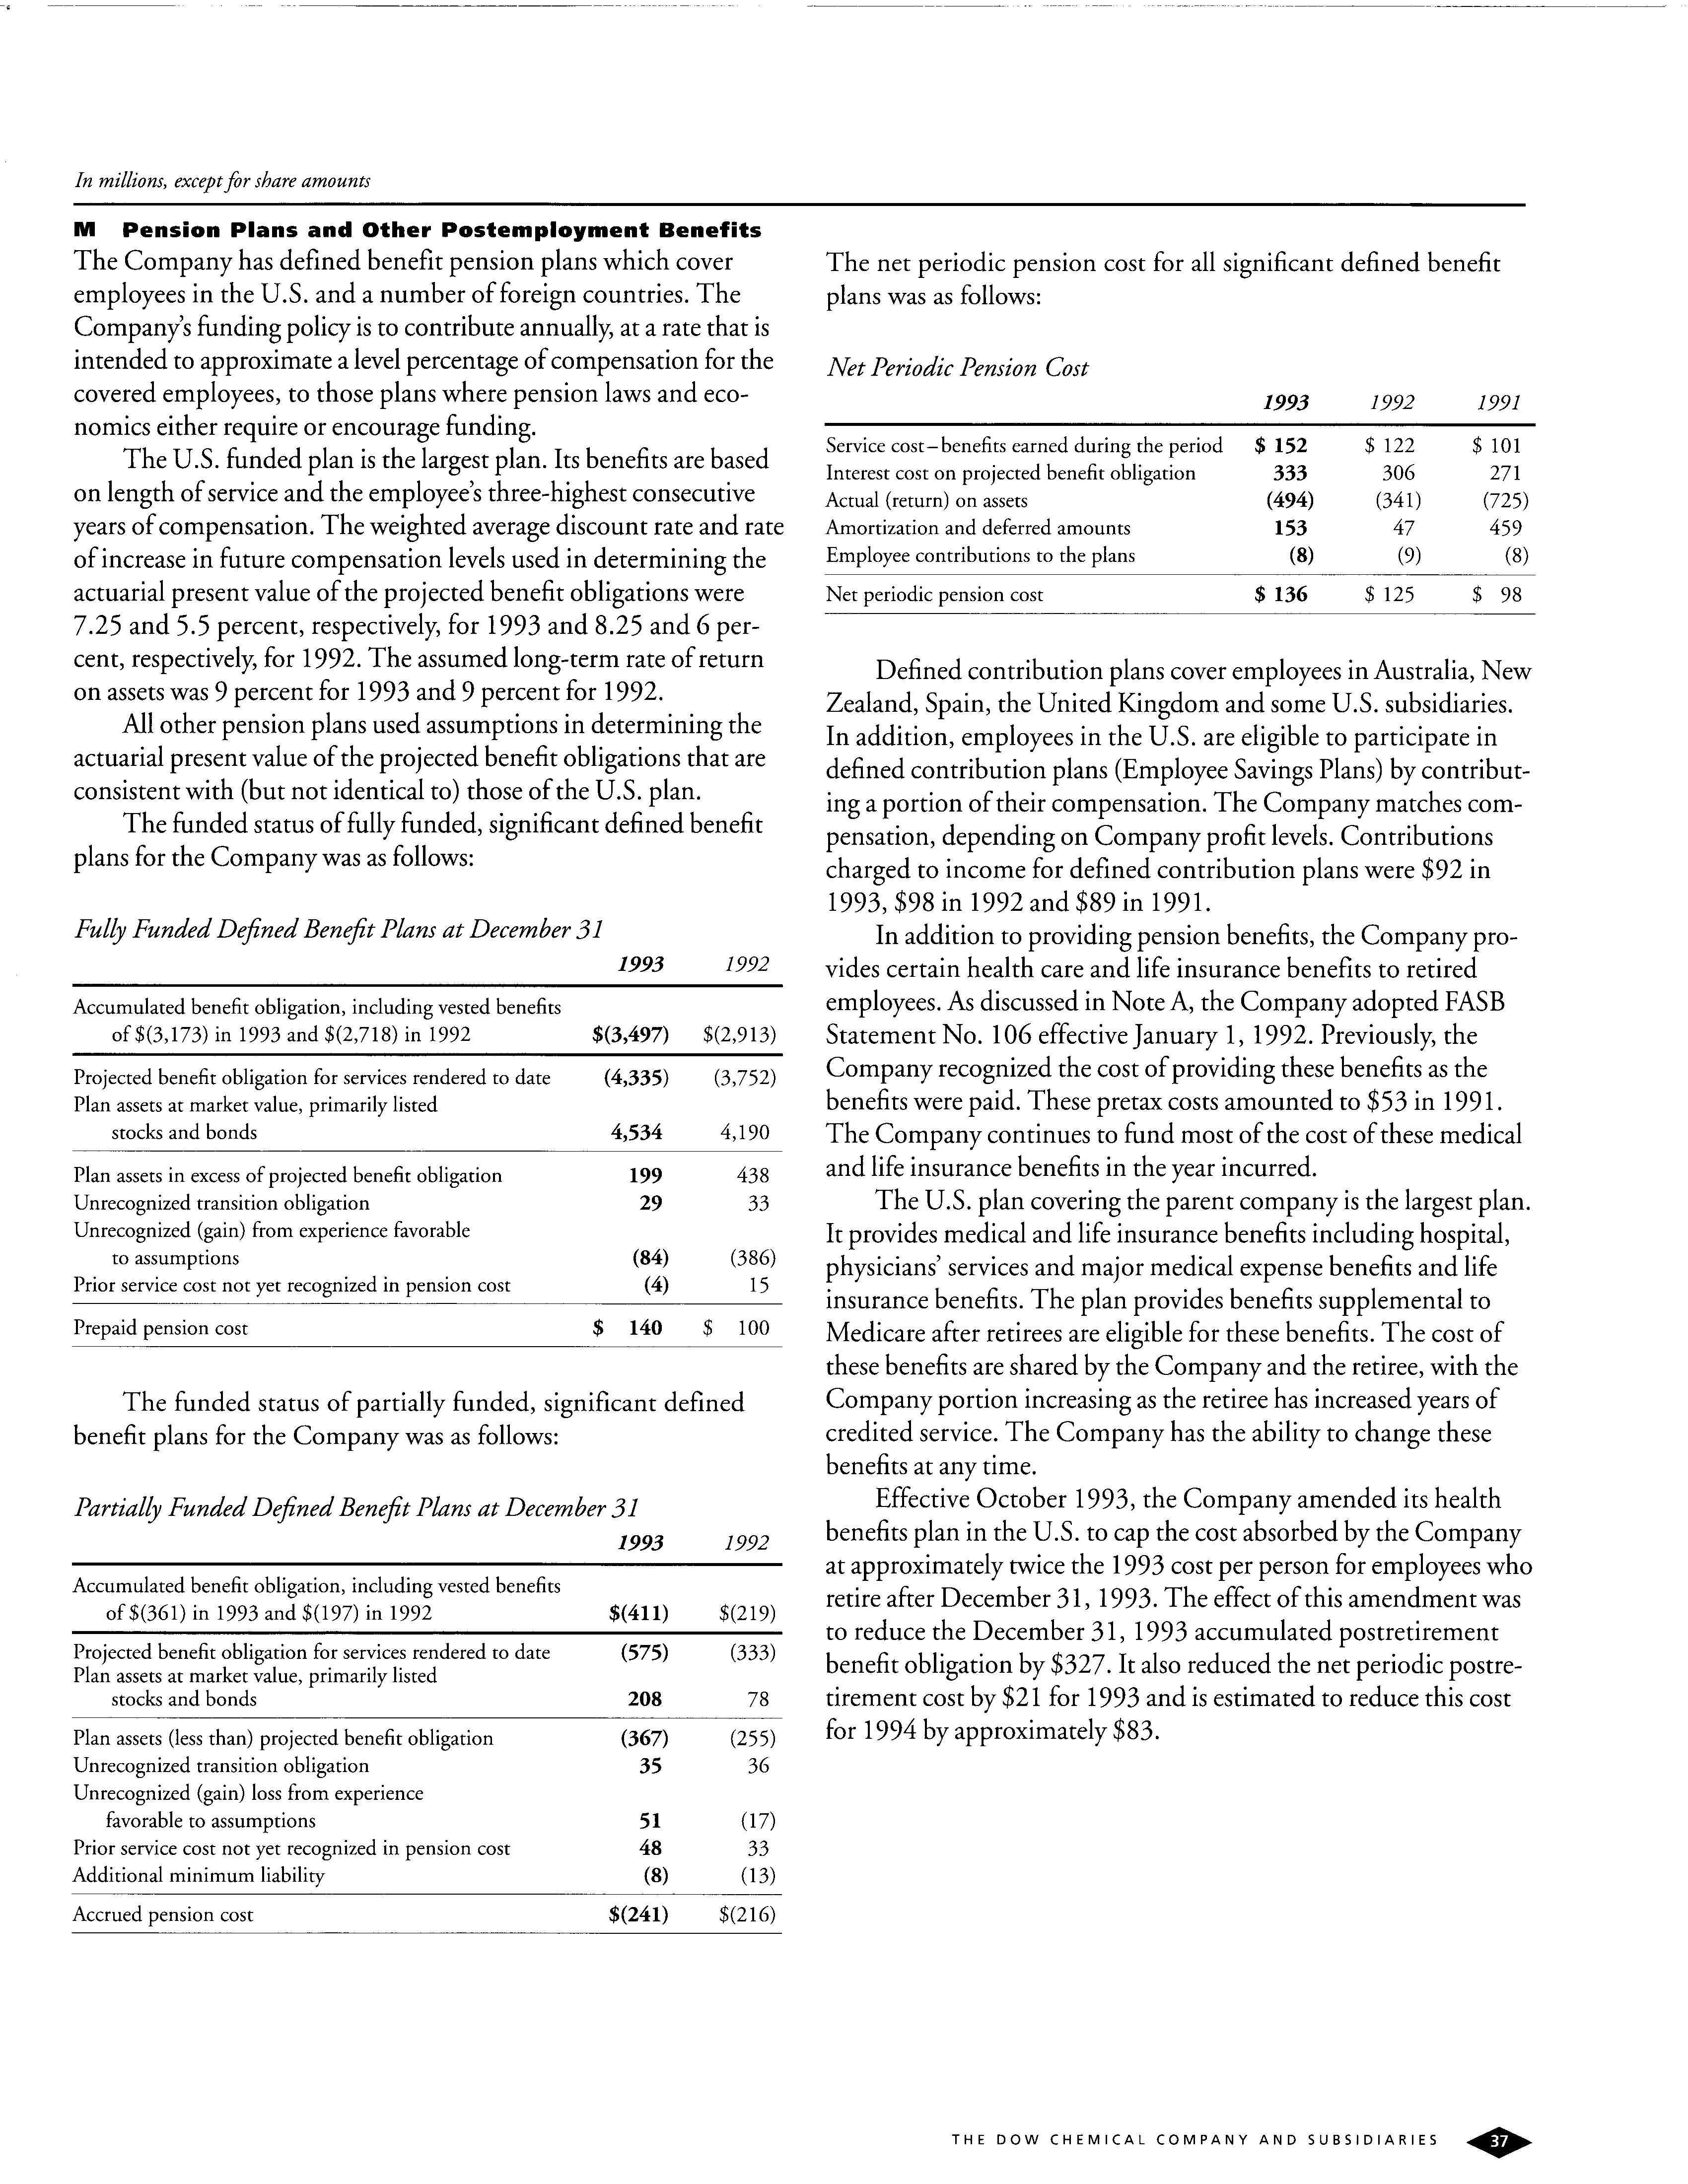 In millions, except for share amounts
M Pension Plans and Other Postemployment Benefits
The Company has defined benefit pension plans which cover
employees in the U.S. and a number of foreign countries. The
Company's funding policy is to contribute annually, at a rate that is
intended to approximate a level percentage of compensation for the
covered employees, to those plans where pension laws and eco-
nomics either require or encourage funding.
The U.S. funded plan is the largest plan. Its benefits are based
on length of service and the employee's three-highest consecutive
years of compensation. The weighted average discount rate and rate
of increase in future compensation levels used in determining the
actuarial present value of the projected benefit obligations were
7.25 and 5.5 percent, respectively, for 1993 and 8.25 and 6 per-
cent, respectively, for 1992. The assumed long-term rate of return
on assets was 9 percent for 1993 and 9 percent for 1992.
All other pension plans used assumptions in determining the
actuarial present value of the projected benefit obligations that are
consistent with (but not identical to) those of the U.S. plan.
The funded status of fully funded, significant defined benefit
plans for the Company was as follows:
Fully Funded Defined Benefit Plans at December 31
1993 1992
Accumulated benefit obligation, including vested benefits
of $(3,173) in 1993 and $(2,718) in 1992 $(3,497) $(2,913)
Projected benefit obligation for services rendered to date (4,335) (3,752)
Plan assets at market value, primarily listed
stocks and bonds 4,534 4,190
Plan assets in excess of projected benefit obligation 199 438
Unrecognized transition obligation 29 33
Unrecognized (gain) from experience favorable
to assumptions (84) (386)
Prior service cost not yet recognized in pension cost (4) 15
Prepaid pension cost $ 140 $ 100
The funded status of partially funded, significant defined
benefit plans for the Company was as follows:
Partially Funded Defined Benefit Plans at December 31
1993 1992
Accumulated benefit obligation, including vested benefits
of $(361) in 1993 and $(197) in 1992 $(411) $(219)
Projected benefit obligation for services rendered to date (575) (333)
Plan assets at market value, primarily listed
stocks and bonds 208 78
Plan assets (less than) projected benefit obligation (367) (255)
Unrecognized transition obligation 35 36
Unrecognized (gain) loss from experience
favorable to assumptions 51 (17)
Prior service cost not yet recognized in pension cost 48 33
Additional minimum liability (8) (13)
Accrued pension cost $(241) $(216)
The net periodic pension cost for all significant defined benefit
plans was as follows:
Net Periodic Pension Cost
1993 1992 1991
Service cost–benefits earned during the period $ 152 $ 122 $ 101
Interest cost on projected benefit obligation 333 306 271
Actual (return) on assets (494) (341) (725)
Amortization and deferred amounts 153 47 459
Employee contributions to the plans (8) (9) (8)
Net periodic pension cost $ 136 $ 125 $ 98
Defined contribution plans cover employees in Australia, New
Zealand, Spain, the United Kingdom and some U.S. subsidiaries.
In addition, employees in the U.S. are eligible to participate in
defined contribution plans (Employee Savings Plans) by contribut-
ing a portion of their compensation. The Company matches com-
pensation, depending on Company profit levels. Contributions
charged to income for defined contribution plans were $92 in
1993, $98 in 1992 and $89 in 1991.
In addition to providing pension benefits, the Company pro-
vides certain health care and life insurance benefits to retired
employees. As discussed in Note A, the Company adopted FASB
Statement No. 106 effective January 1, 1992. Previously, the
Company recognized the cost of providing these benefits as the
benefits were paid. These pretax costs amounted to $53 in 1991.
The Company continues to fund most of the cost of these medical
and life insurance benefits in the year incurred.
The U.S. plan covering the parent company is the largest plan.
It provides medical and life insurance benefits including hospital,
physicians' services and major medical expense benefits and life
insurance benefits. The plan provides benefits supplemental to
Medicare after retirees are eligible for these benefits. The cost of
these benefits are shared by the Company and the retiree, with the
Company portion increasing as the retiree has increased years of
credited service. The Company has the ability to change these
benefits at any time.
Effective October 1993, the Company amended its health
benefits plan in the U.S. to cap the cost absorbed by the Company
at approximately twice the 1993 cost per person for employees who
retire after December 31, 1993. The effect of this amendment was
to reduce the December 31, 1993 accumulated postretirement
benefit obligation by $327. It also reduced the net periodic postre-
tirement cost by $21 for 1993 and is estimated to reduce this cost
for 1994 by approximately $83.
THE DOW CHEMICAL COMPANY AND SUBSIDIARIES 37